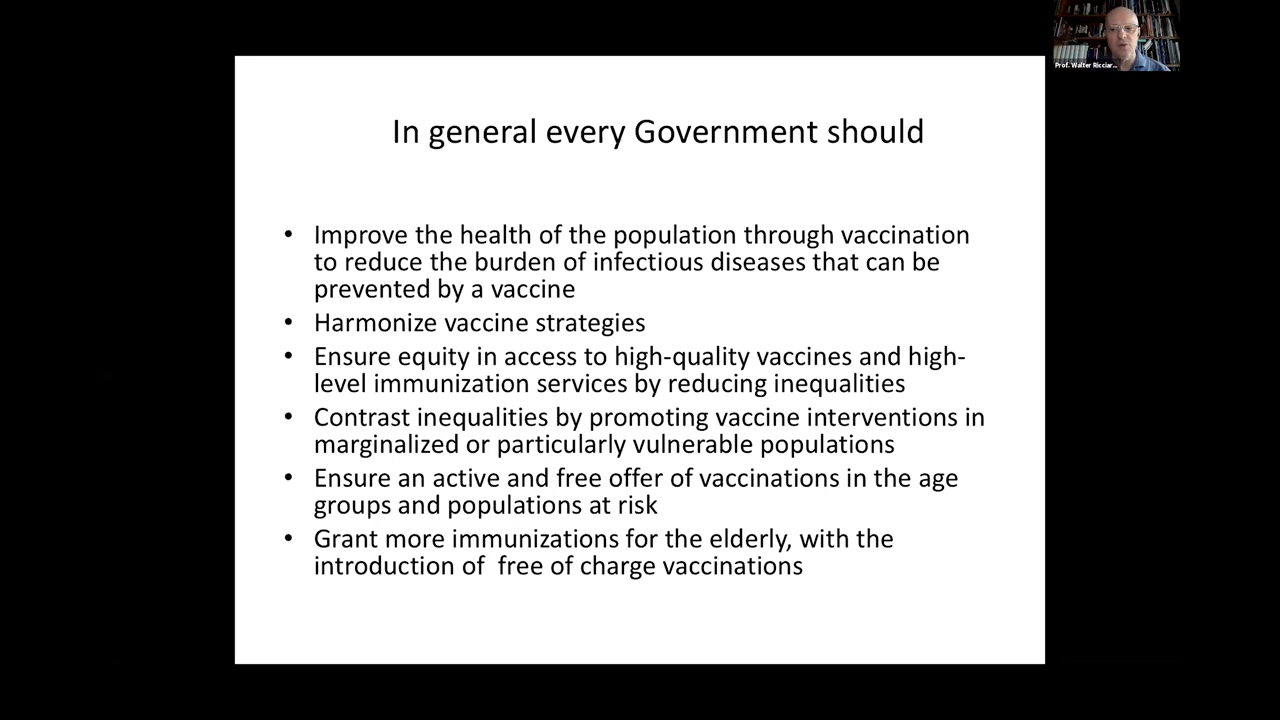 Prof. Walter Ricciar...
In general every Government should
• Improve the health of the population through vaccination
to reduce the burden of infectious diseases that can be
prevented by a vaccine
• Harmonize vaccine strategies
• Ensure equity in access to high-quality vaccines and high-
level immunization services by reducing inequalities
• Contrast inequalities by promoting vaccine interventions in
marginalized or particularly vulnerable populations
• Ensure an active and free offer of vaccinations in the age
groups and populations at risk
• Grant more immunizations for the elderly, with the
introduction of  free of charge vaccinations